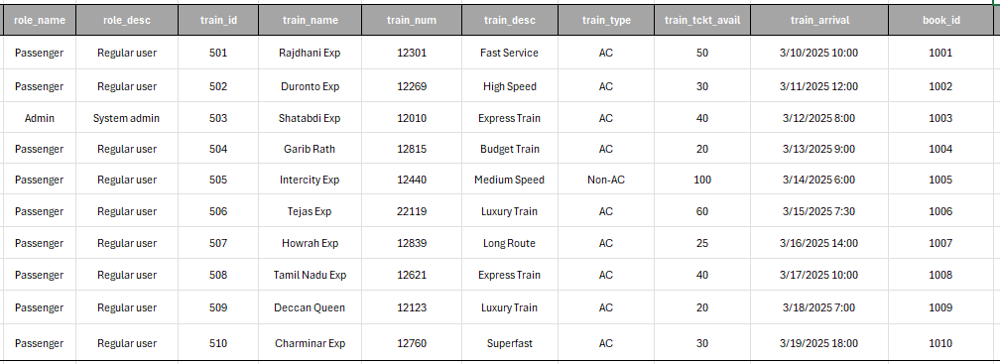 role_name role_desc train_id train_name train_num train_desc train_type train_tckt_avail train_arrival book_id
Passenger Regular user 501 Rajdhani Exp 12301 Fast Service AC 50 3/10/2025 10:00 1001
Passenger Regular user 502 Duronto Exp 12269 High Speed AC 30 3/11/2025 12:00 1002
Admin System admin 503 Shatabdi Exp 12010 Express Train AC 40 3/12/2025 8:00 1003
Passenger Regular user 504 Garib Rath 12815 Budget Train AC 20 3/13/2025 9:00 1004
Passenger Regular user 505 Intercity Exp 12440 Medium Speed Non-AC 100 3/14/2025 6:00 1005
Passenger Regular user 506 Tejas Exp 22119 Luxury Train AC 60 3/15/2025 7:30 1006
Passenger Regular user 507 Howrah Exp 12839 Long Route AC 25 3/16/2025 14:00 1007
Passenger Regular user 508 Tamil Nadu Exp 12621 Express Train AC 40 3/17/2025 10:00 1008
Passenger Regular user 509 Deccan Queen 12123 Luxury Train AC 20 3/18/2025 7:00 1009
Passenger Regular user 510 Charminar Exp 12760 Superfast AC 30 3/19/2025 18:00 1010